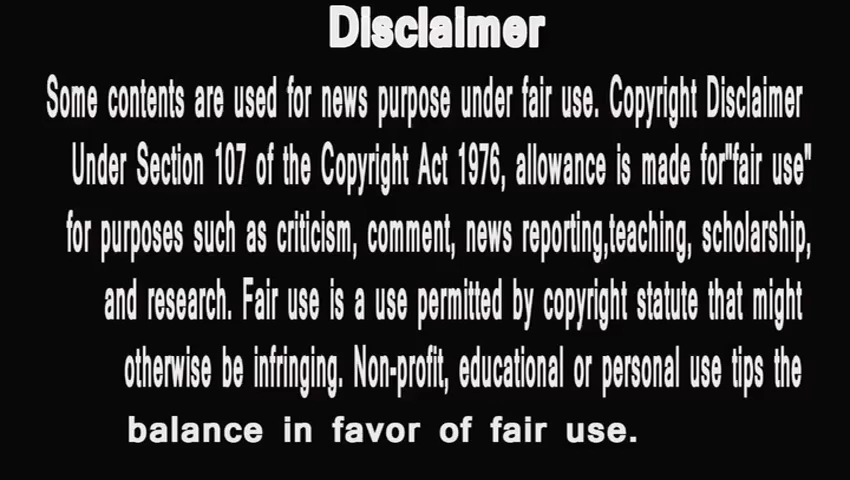 Disclaimer
Some contents are used for news purpose under fair use. Copyright Disclaimer
Under Section 107 of the Copyright Act 1976, allowance is made for"fair use"
for purposes such as criticism, comment, news reporting,teaching, scholarship,
and research. Fair use is a use permitted by copyright statute that might
otherwise be infringing. Non-profit, educational or personal use tips the
balance in favor of fair use.